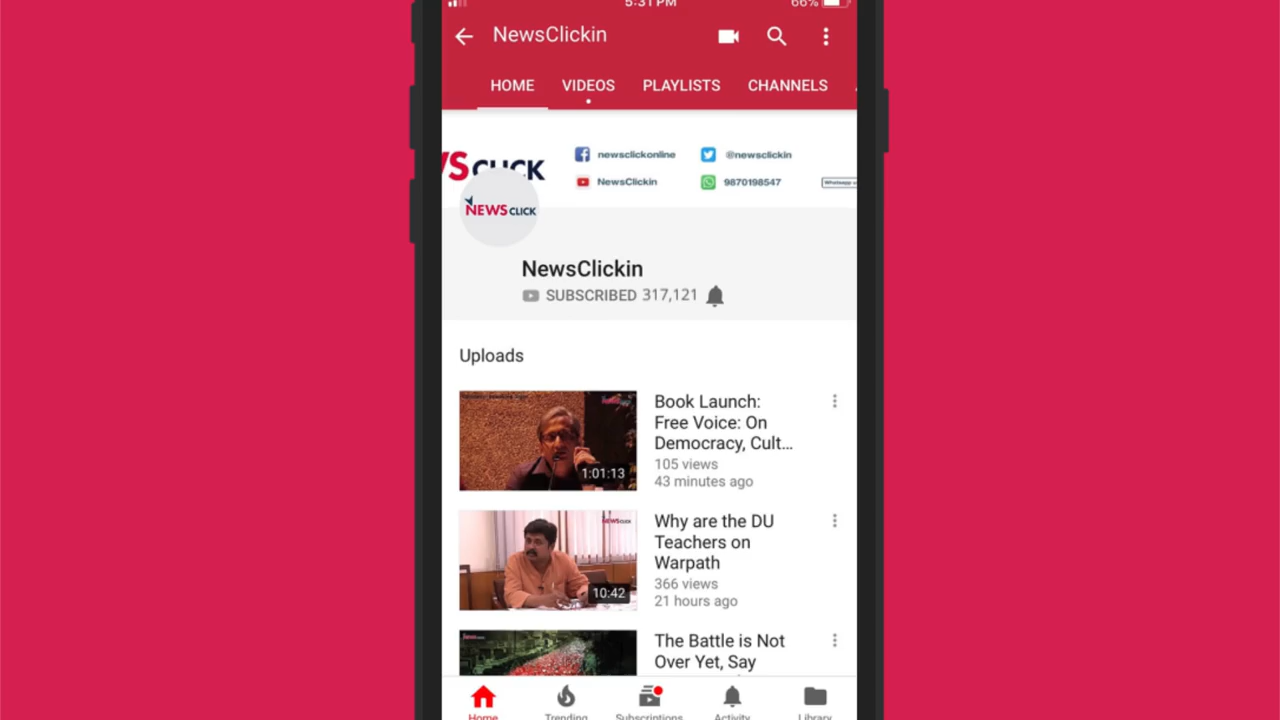 5:31 PM
66%
NewsClickin
HOME VIDEOS PLAYLISTS CHANNELS
CLICK
newsclickonline
@newsclickin
NewsClickin
9870198547
Whatsapp
NEWSCLICK
NewsClickin
SUBSCRIBED 317,121
Uploads
1:01:13
Book Launch:
Free Voice: On
Democracy, Cult...
105 views
43 minutes ago
NEWSCLICK
10:42
Why are the DU
Teachers on
Warpath
366 views
21 hours ago
The Battle is Not
Over Yet, Say
Home Trending Subscriptions Activity Library